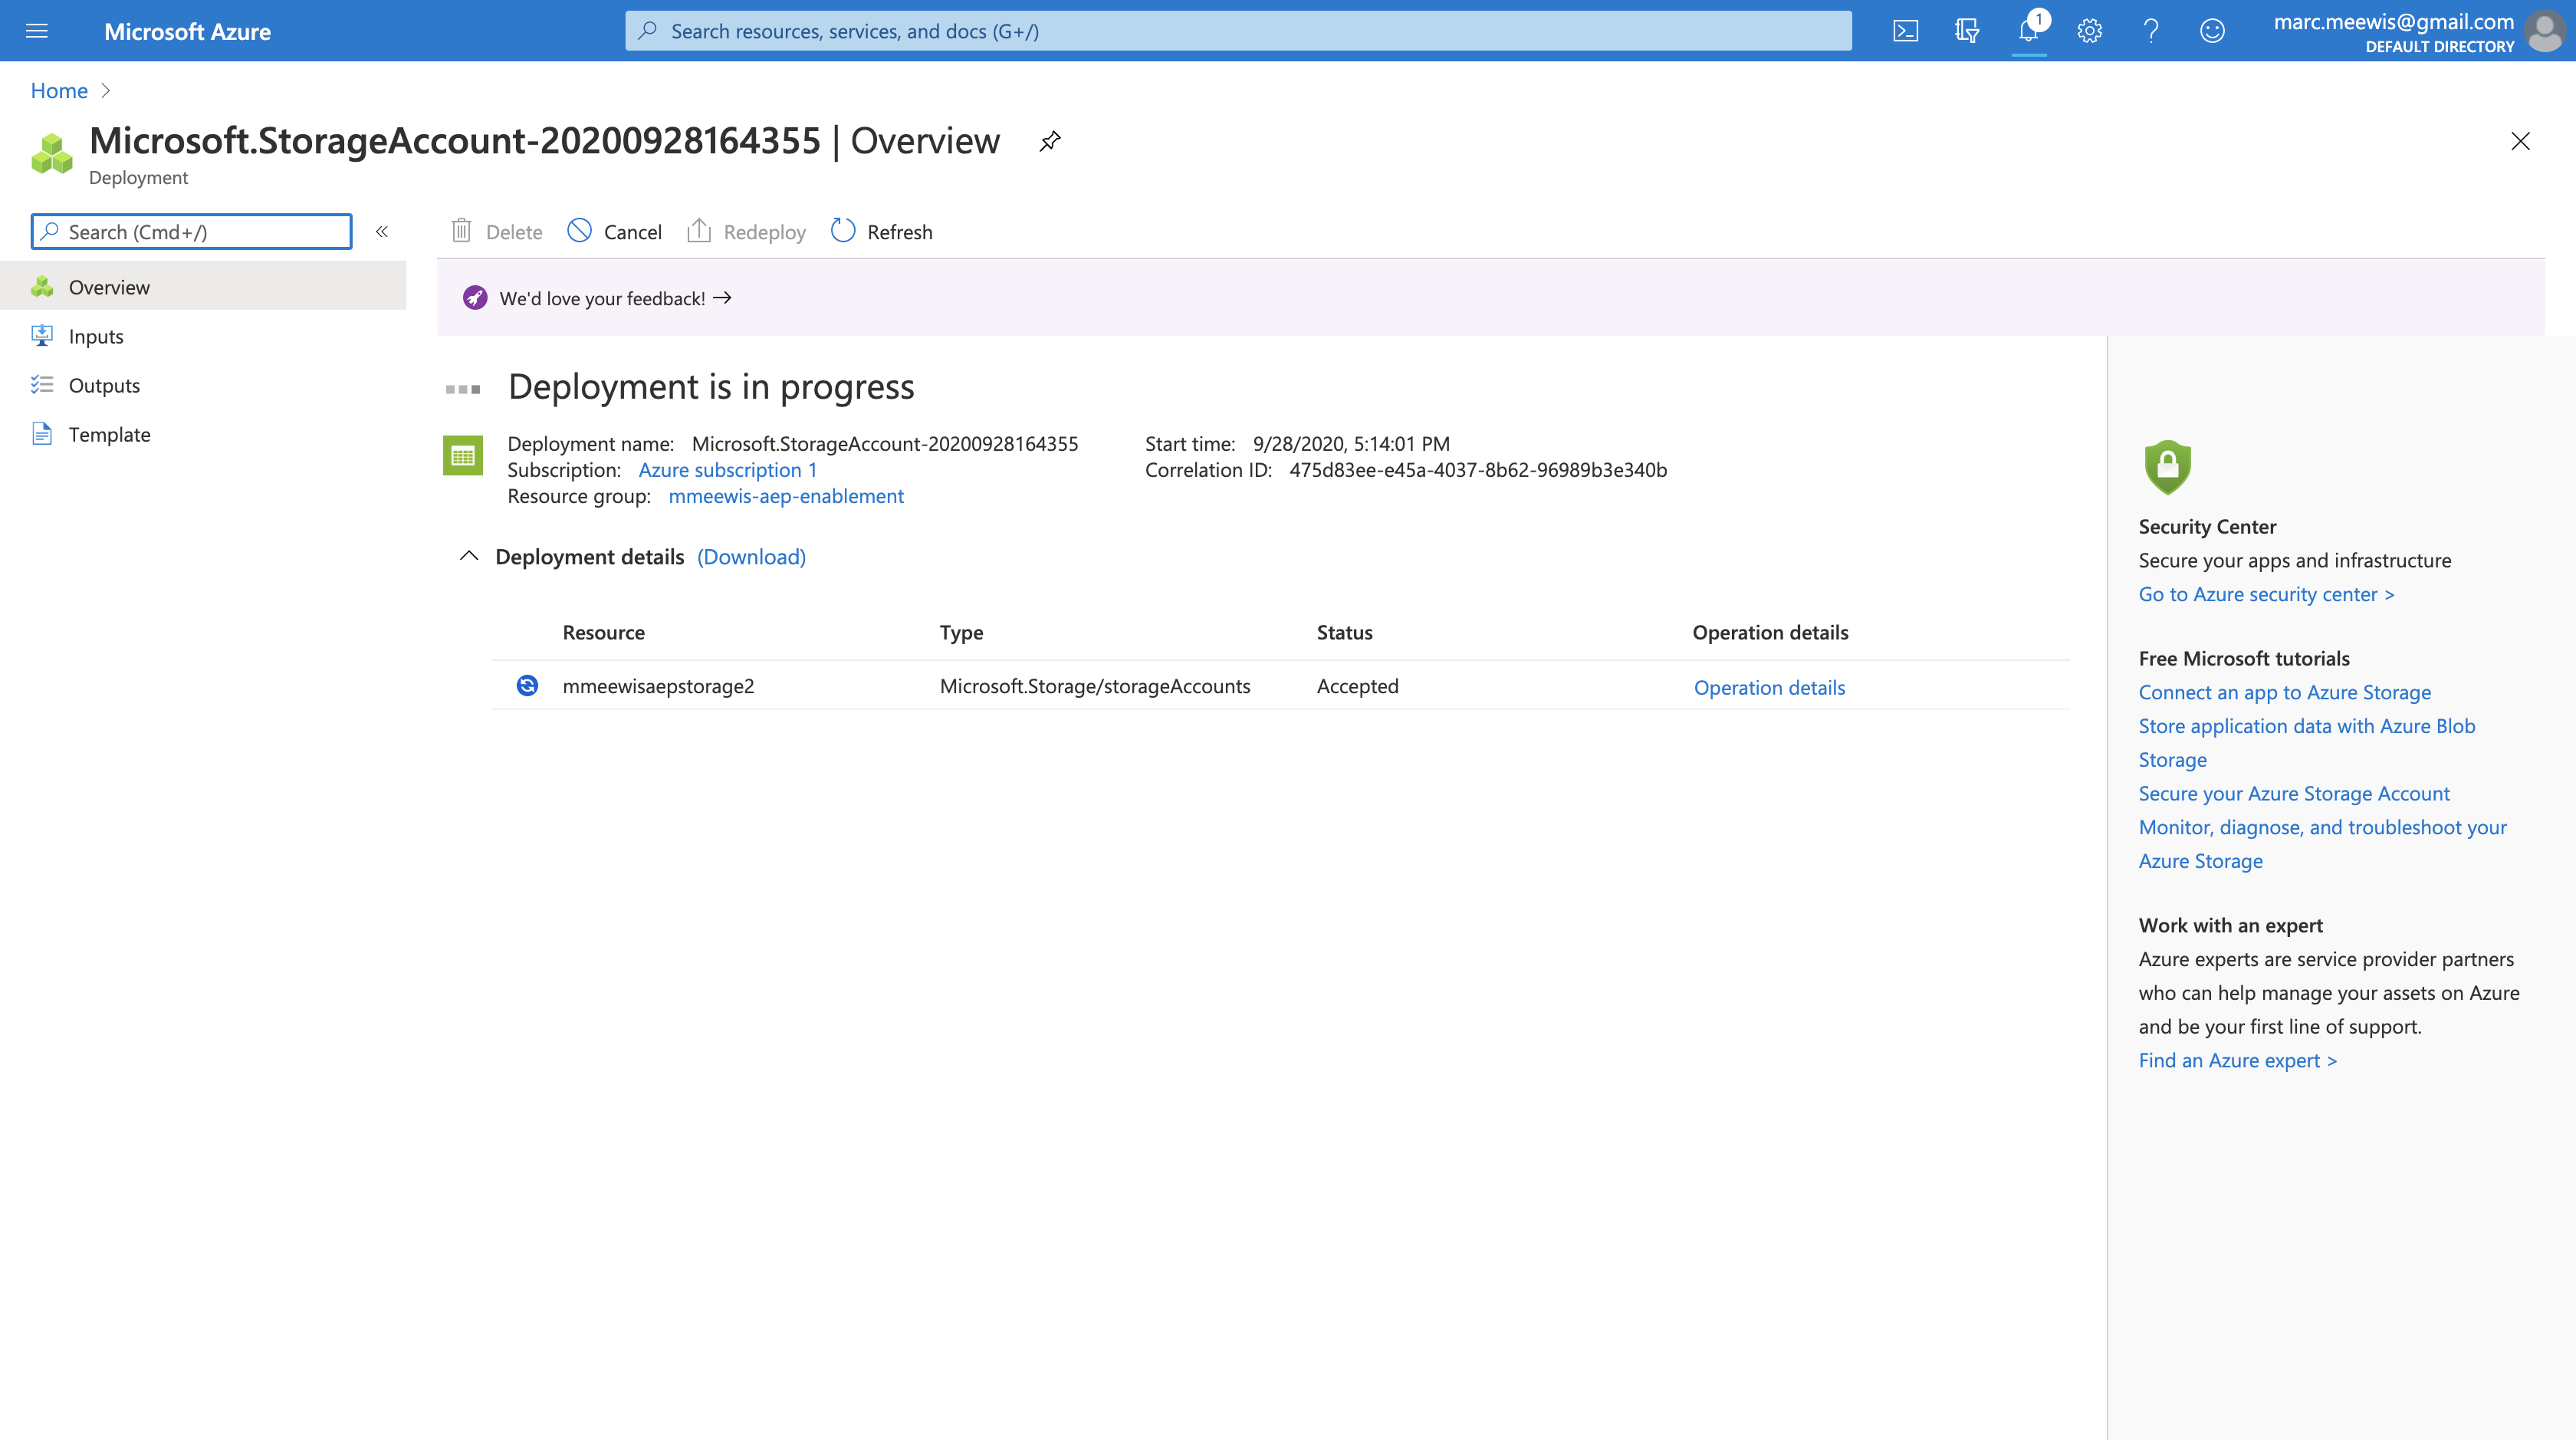 Microsoft Azure
Search resources, services, and docs (G+/)
1
marc.meewis@gmail.com
DEFAULT DIRECTORY
Home
Microsoft.StorageAccount-20200928164355 | Overview
Deployment
Search (Cmd+/)
«
Delete
Cancel
Redeploy
Refresh
Overview
Inputs
Outputs
Template
We'd love your feedback! →
Deployment is in progress
Deployment name: Microsoft.StorageAccount-20200928164355
Subscription: Azure subscription 1
Resource group: mmeewis-aep-enablement
Start time: 9/28/2020, 5:14:01 PM
Correlation ID: 475d83ee-e45a-4037-8b62-96989b3e340b
Deployment details (Download)
Resource Type Status Operation details
mmeewisaepstorage2 Microsoft.Storage/storageAccounts Accepted Operation details
Security Center
Secure your apps and infrastructure
Go to Azure security center >
Free Microsoft tutorials
Connect an app to Azure Storage
Store application data with Azure Blob
Storage
Secure your Azure Storage Account
Monitor, diagnose, and troubleshoot your
Azure Storage
Work with an expert
Azure experts are service provider partners
who can help manage your assets on Azure
and be your first line of support.
Find an Azure expert >